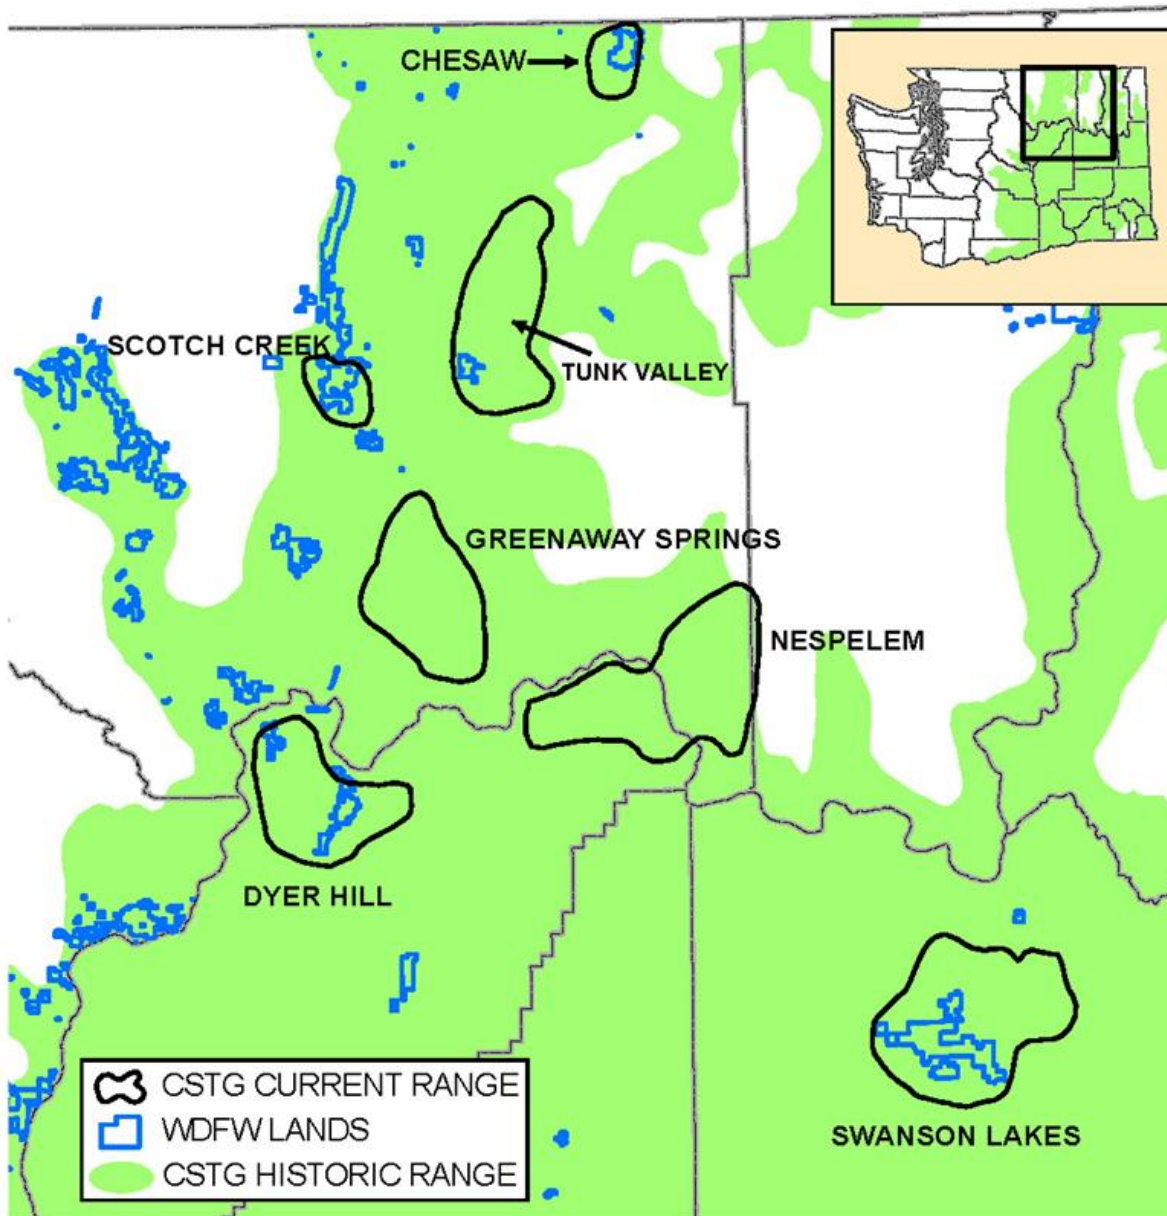 CHESAW
SCOTCH CREEK
TUNK VALLEY
GREENAWAY SPRINGS
NESPELEM
DYER HILL
SWANSON LAKES
CSTG CURRENT RANGE
WDFW LANDS
CSTG HISTORIC RANGE